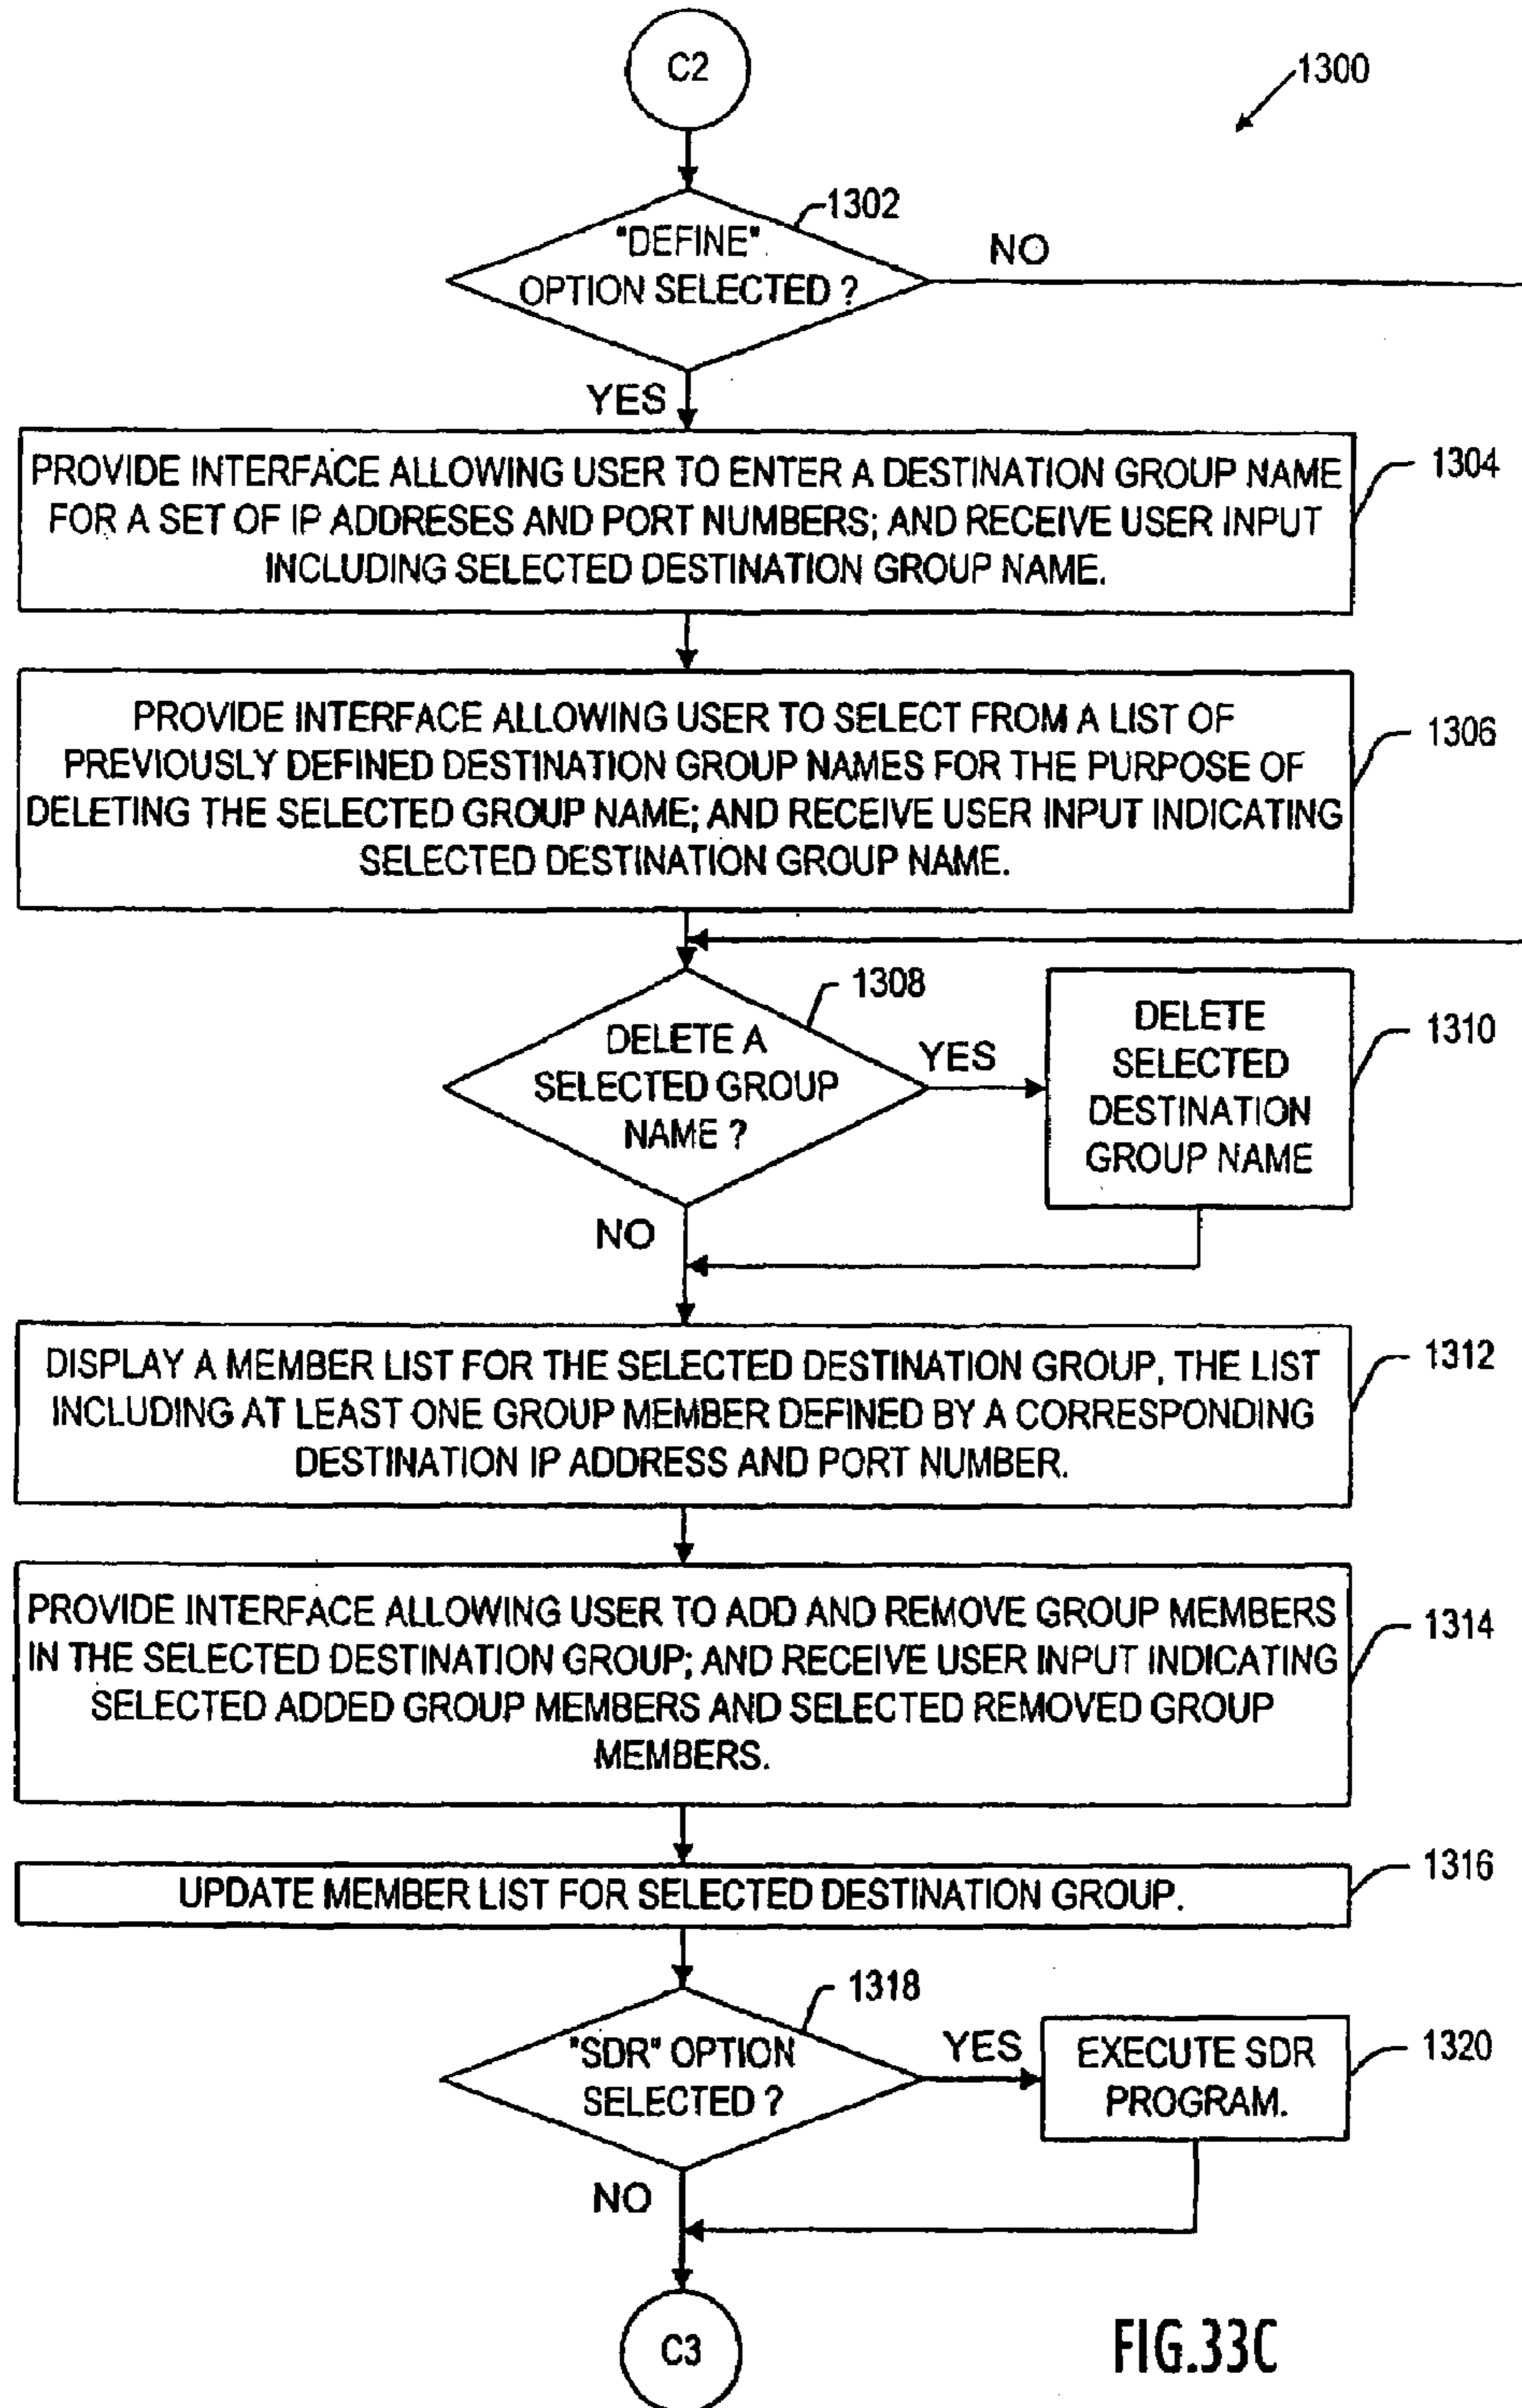 C2
1300
1302
"DEFINE"
OPTION SELECTED ?
NO
YES
PROVIDE INTERFACE ALLOWING USER TO ENTER A DESTINATION GROUP NAME
FOR A SET OF IP ADDRESES AND PORT NUMBERS; AND RECEIVE USER INPUT
INCLUDING SELECTED DESTINATION GROUP NAME.
1304
PROVIDE INTERFACE ALLOWING USER TO SELECT FROM A LIST OF
PREVIOUSLY DEFINED DESTINATION GROUP NAMES FOR THE PURPOSE OF
DELETING THE SELECTED GROUP NAME; AND RECEIVE USER INPUT INDICATING
SELECTED DESTINATION GROUP NAME.
1306
1308
DELETE A
SELECTED GROUP
NAME ?
YES
DELETE
SELECTED
DESTINATION
GROUP NAME
1310
NO
DISPLAY A MEMBER LIST FOR THE SELECTED DESTINATION GROUP, THE LIST
INCLUDING AT LEAST ONE GROUP MEMBER DEFINED BY A CORRESPONDING
DESTINATION IP ADDRESS AND PORT NUMBER.
1312
PROVIDE INTERFACE ALLOWING USER TO ADD AND REMOVE GROUP MEMBERS
IN THE SELECTED DESTINATION GROUP; AND RECEIVE USER INPUT INDICATING
SELECTED ADDED GROUP MEMBERS AND SELECTED REMOVED GROUP
MEMBERS.
1314
UPDATE MEMBER LIST FOR SELECTED DESTINATION GROUP.
1316
1318
"SDR" OPTION
SELECTED ?
YES
EXECUTE SDR
PROGRAM.
1320
NO
C3
FIG.33C